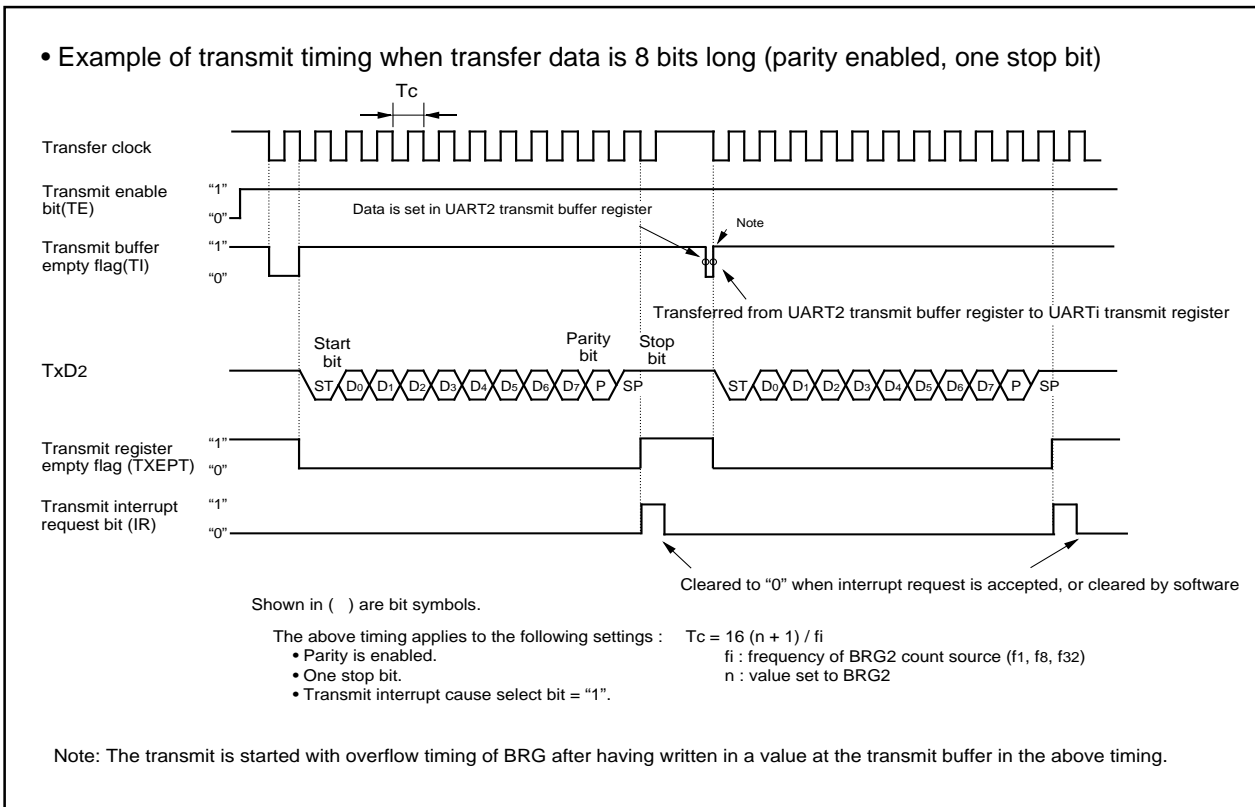 • Example of transmit timing when transfer data is 8 bits long (parity enabled, one stop bit)
Tc
Transfer clock
Transmit enable
bit(TE)
“1”
“0”
Data is set in UART2 transmit buffer register
Note
Transmit buffer
empty flag(TI)
“1”
“0”
Transferred from UART2 transmit buffer register to UARTi transmit register
Start
bit
Parity
bit
Stop
bit
TxD2
ST D0 D1 D2 D3 D4 D5 D6 D7 P SP
ST D0 D1 D2 D3 D4 D5 D6 D7 P SP
Transmit register
empty flag (TXEPT)
“1”
“0”
Transmit interrupt
request bit (IR)
“1”
“0”
Cleared to “0” when interrupt request is accepted, or cleared by software
Shown in ( ) are bit symbols.
The above timing applies to the following settings :
• Parity is enabled.
• One stop bit.
• Transmit interrupt cause select bit = “1”.
Tc = 16 (n + 1) / fi
fi : frequency of BRG2 count source (f1, f8, f32)
n : value set to BRG2
Note: The transmit is started with overflow timing of BRG after having written in a value at the transmit buffer in the above timing.